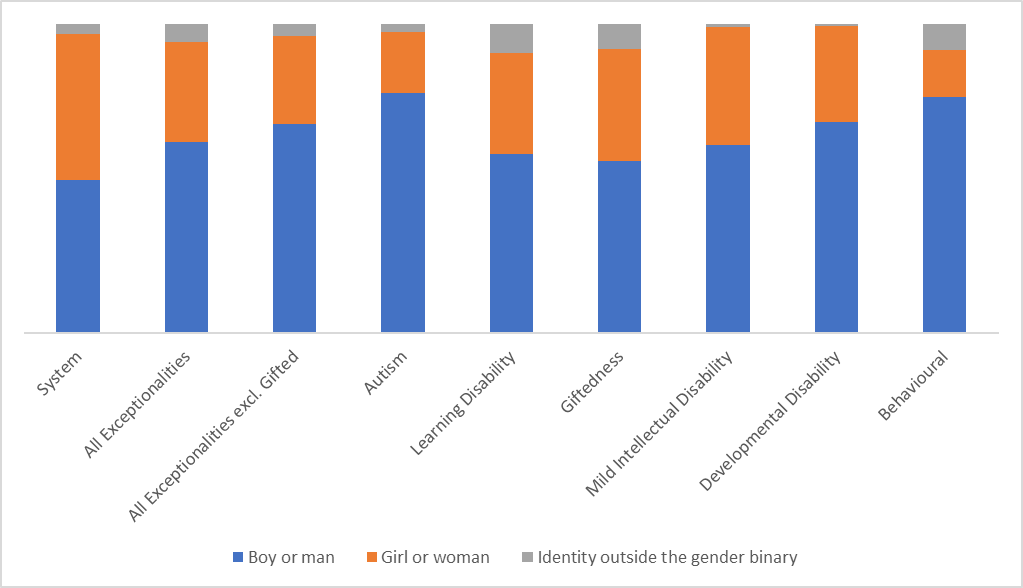 System
All Exceptionalities
All Exceptionalities excl. Gifted
Autism
Learning Disability
Giftedness
Mild Intellectual Disability
Developmental Disability
Behavioural
Boy or man
Girl or woman
Identity outside the gender binary